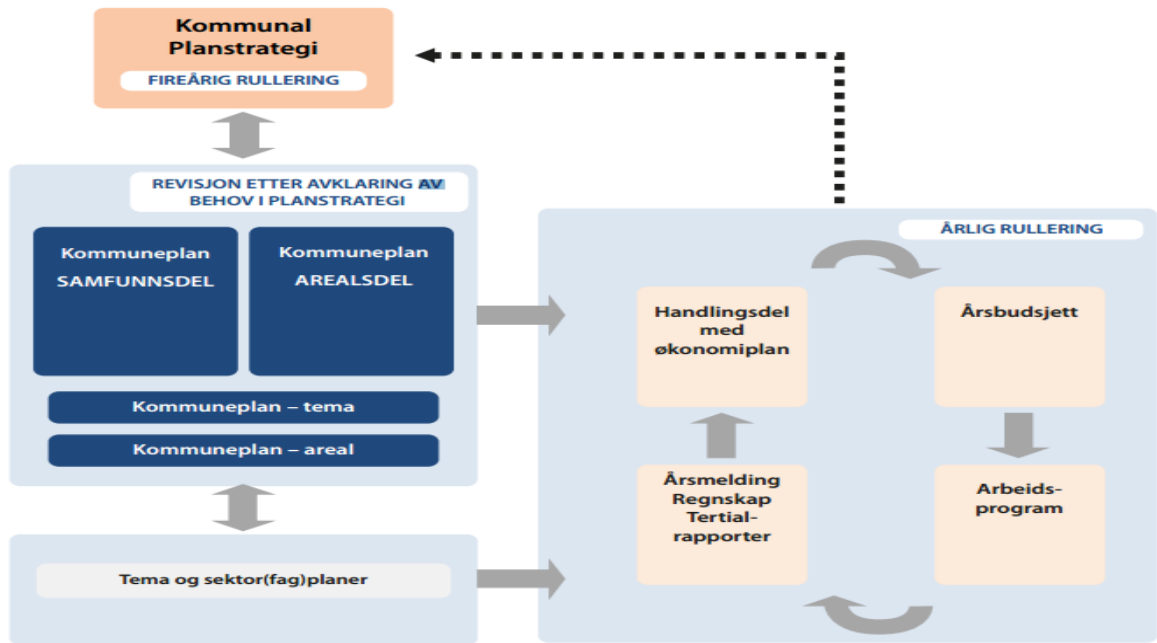 Kommunal
Planstrategi
FIREÅRIG RULLERING
REVISJON ETTER AVKLARING AV
BEHOV I PLANSTRATEGI
Kommuneplan
SAMFUNNSDEL
Kommuneplan
AREALSDEL
Kommuneplan – tema
Kommuneplan – areal
Tema og sektor(fag)planer
ÅRLIG RULLERING
Handlingsdel
med
økonomiplan
Årsbudsjett
Årsmelding
Regnskap
Tertial-
rapporter
Arbeids-
program